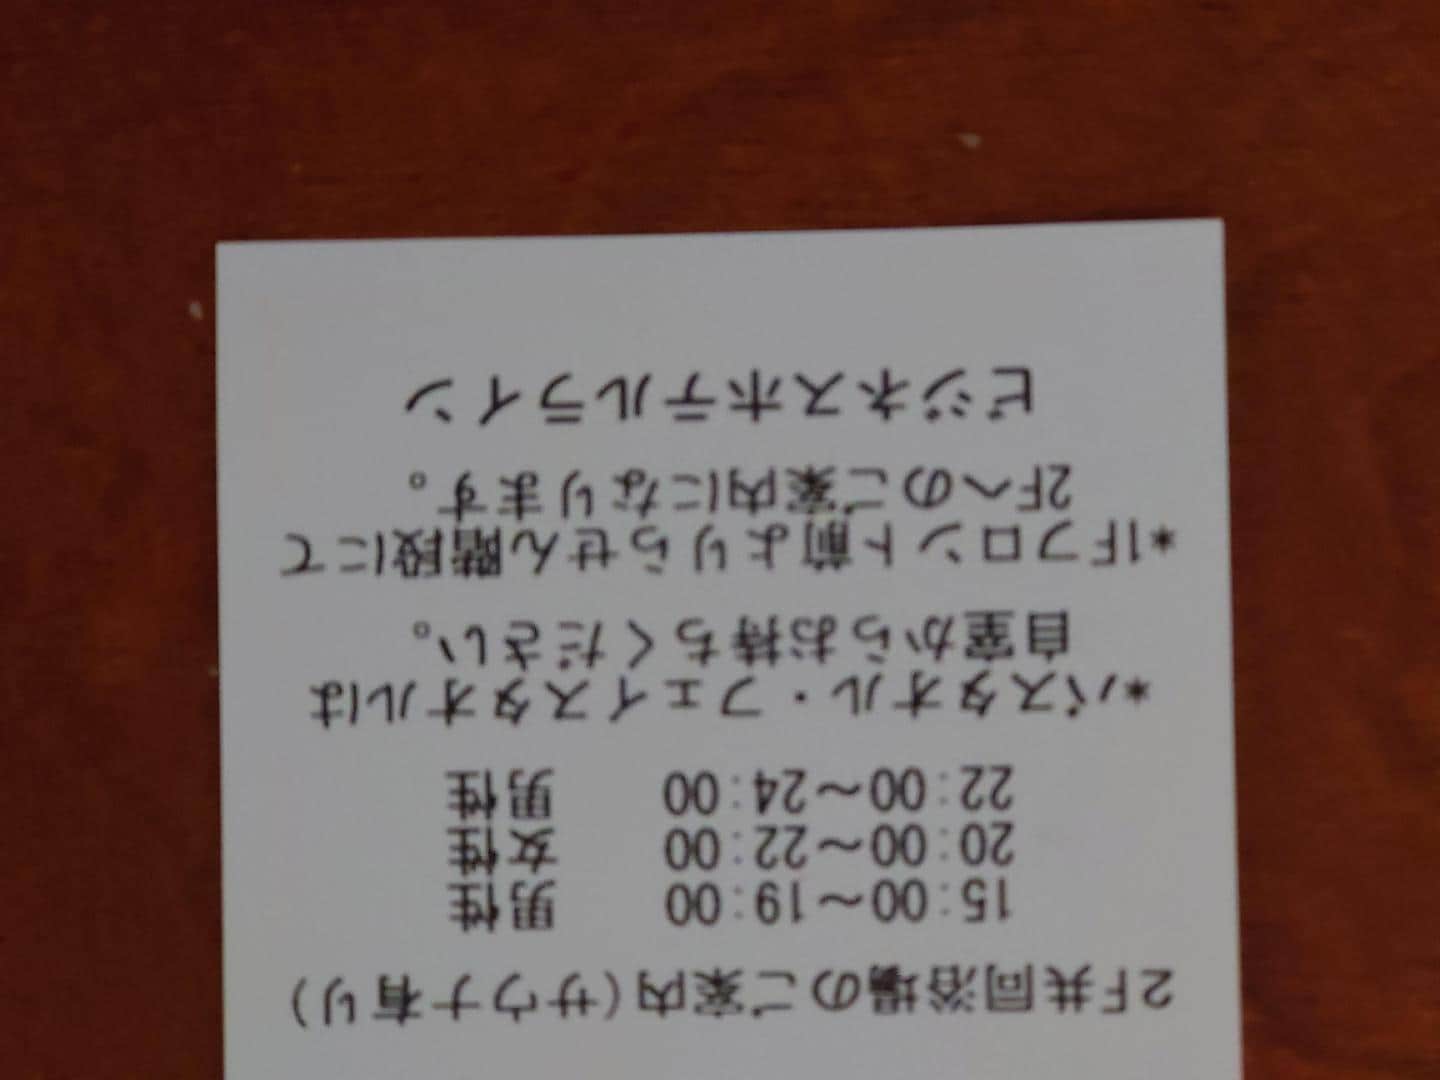 2F共同浴場のご案内(サウナ有り)
15:00～19:00 男性
20:00～22:00 女性
22:00～24:00 男性
*バスタオル・フェイスタオルは
自室からお持ちください。
*1Fフロント前よりらせん階段にて
2Fへのご案内になります。
ビジネスホテルライン